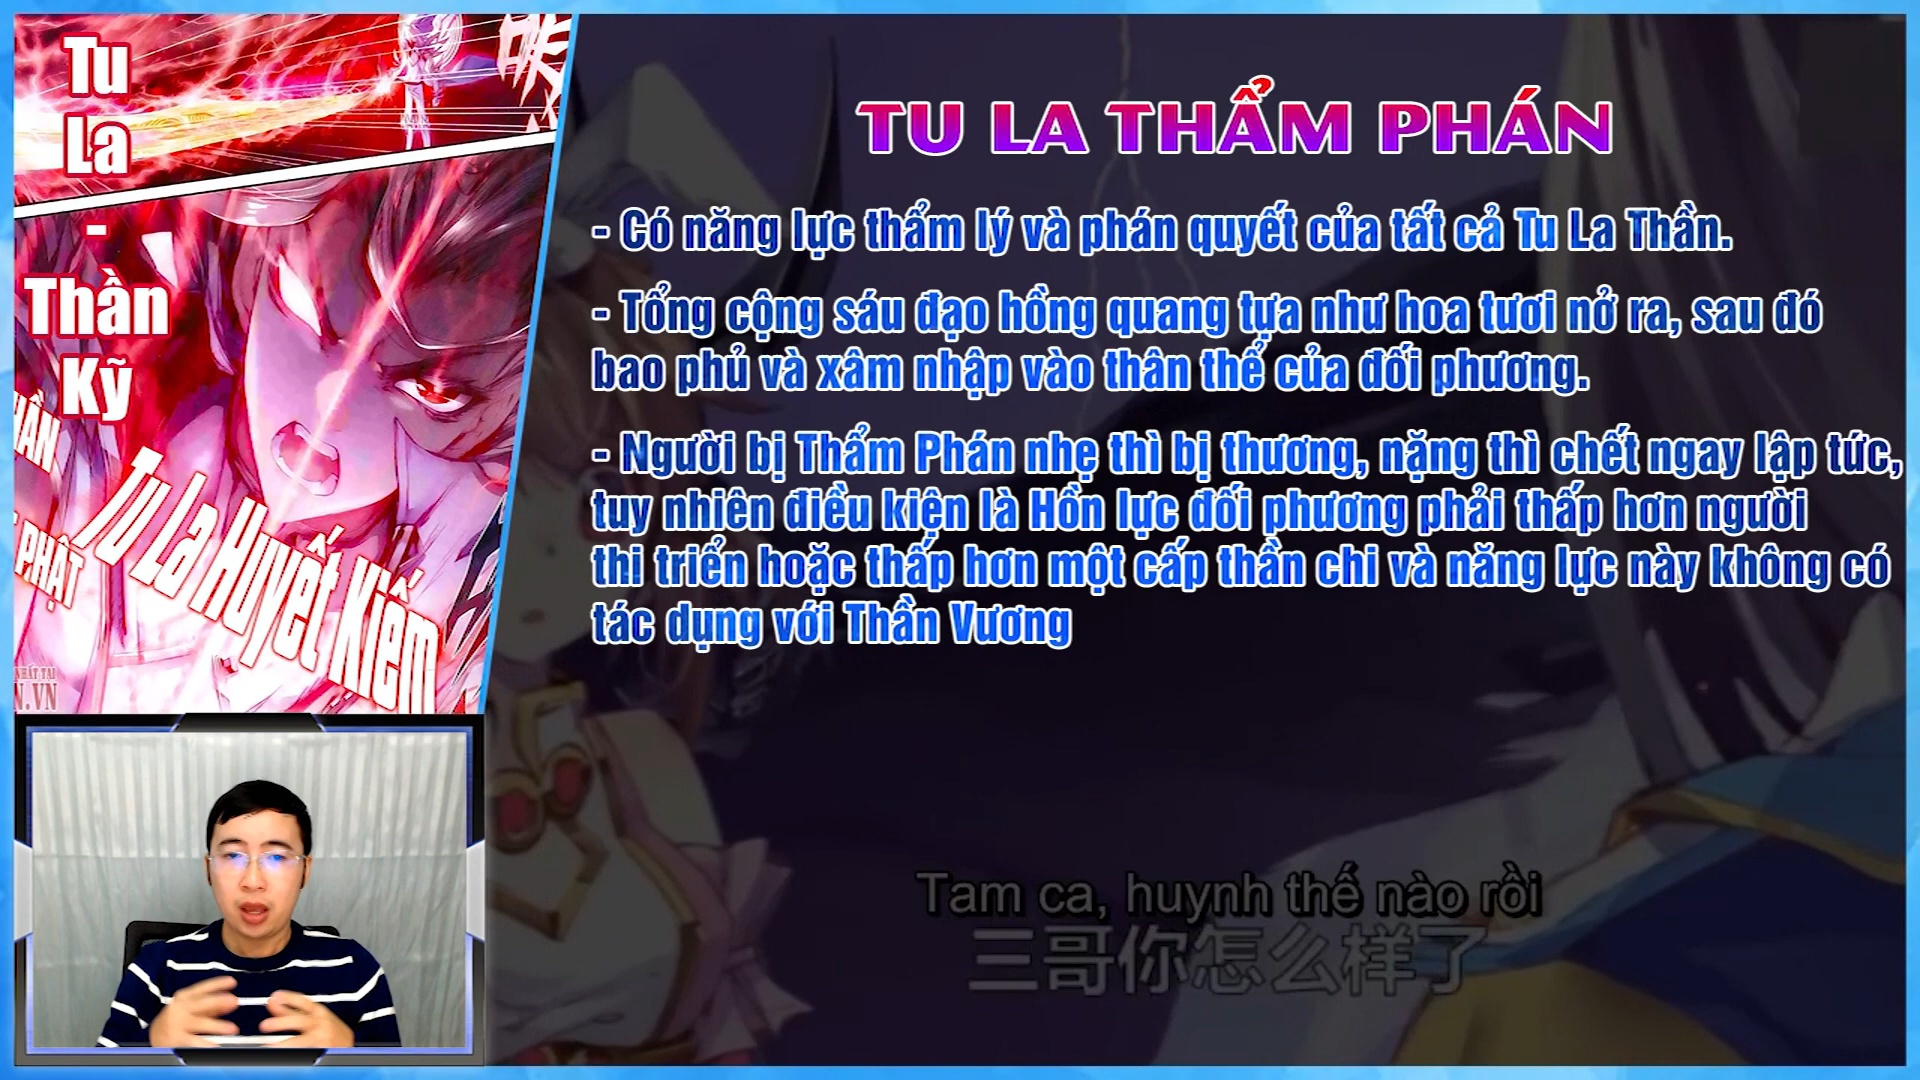 Tu
La
-
Thần
Kỹ
Tu La Huyết Kiếm
PHẬT
NHẤT TẠI
N.VN
TU LA THẨM PHÁN
- Có năng lực thẩm lý và phán quyết của tất cả Tu La Thần.
- Tổng cộng sáu đạo hồng quang tựa như hoa tươi nở ra, sau đó
bao phủ và xâm nhập vào thân thể của đối phương.
- Người bị Thẩm Phán nhẹ thì bị thương, nặng thì chết ngay lập tức,
tuy nhiên điều kiện là Hồn lực đối phương phải thấp hơn người
thi triển hoặc thấp hơn một cấp thần chi và năng lực này không có
tác dụng với Thần Vương
Tam ca, huynh thế nào rồi
三哥你怎么样了